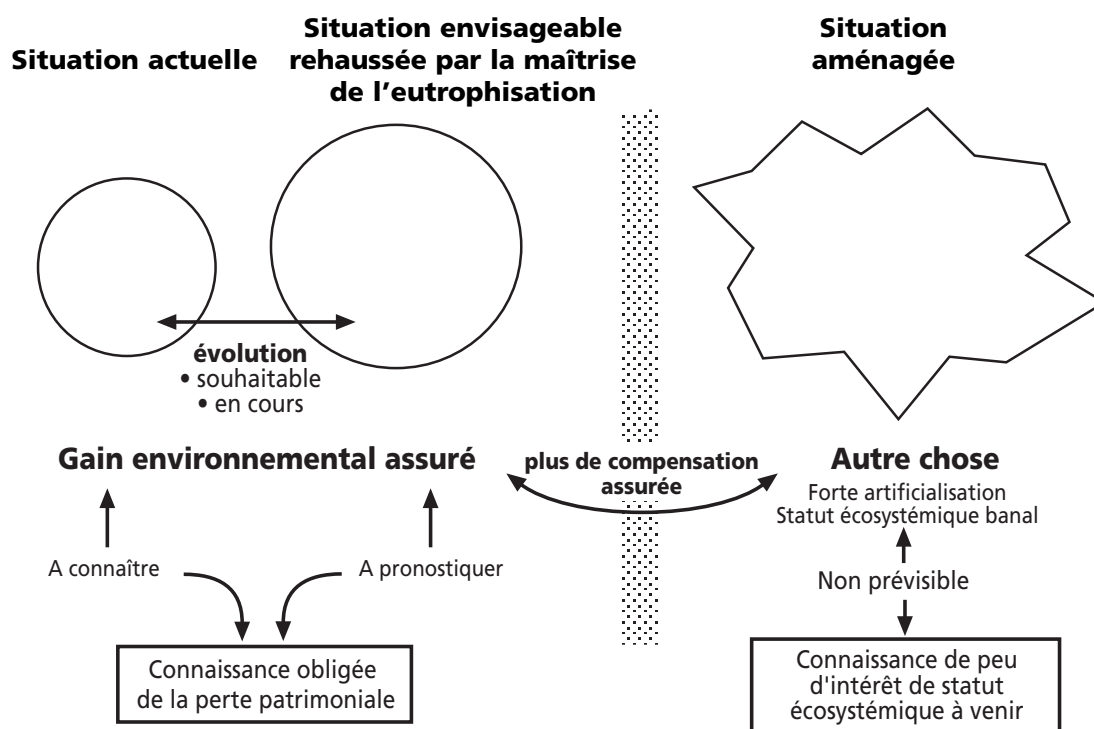 Situation actuelle
Situation envisageable
rehaussée par la maîtrise
de l’eutrophisation
Situation
aménagée
évolution
• souhaitable
• en cours
Gain environnemental assuré
plus de compensation
assurée
Autre chose
Forte artificialisation
Statut écosystémique banal
A connaître
A pronostiquer
Non prévisible
Connaissance obligée
de la perte patrimoniale
Connaissance de peu
d'intérêt de statut
écosystémique à venir